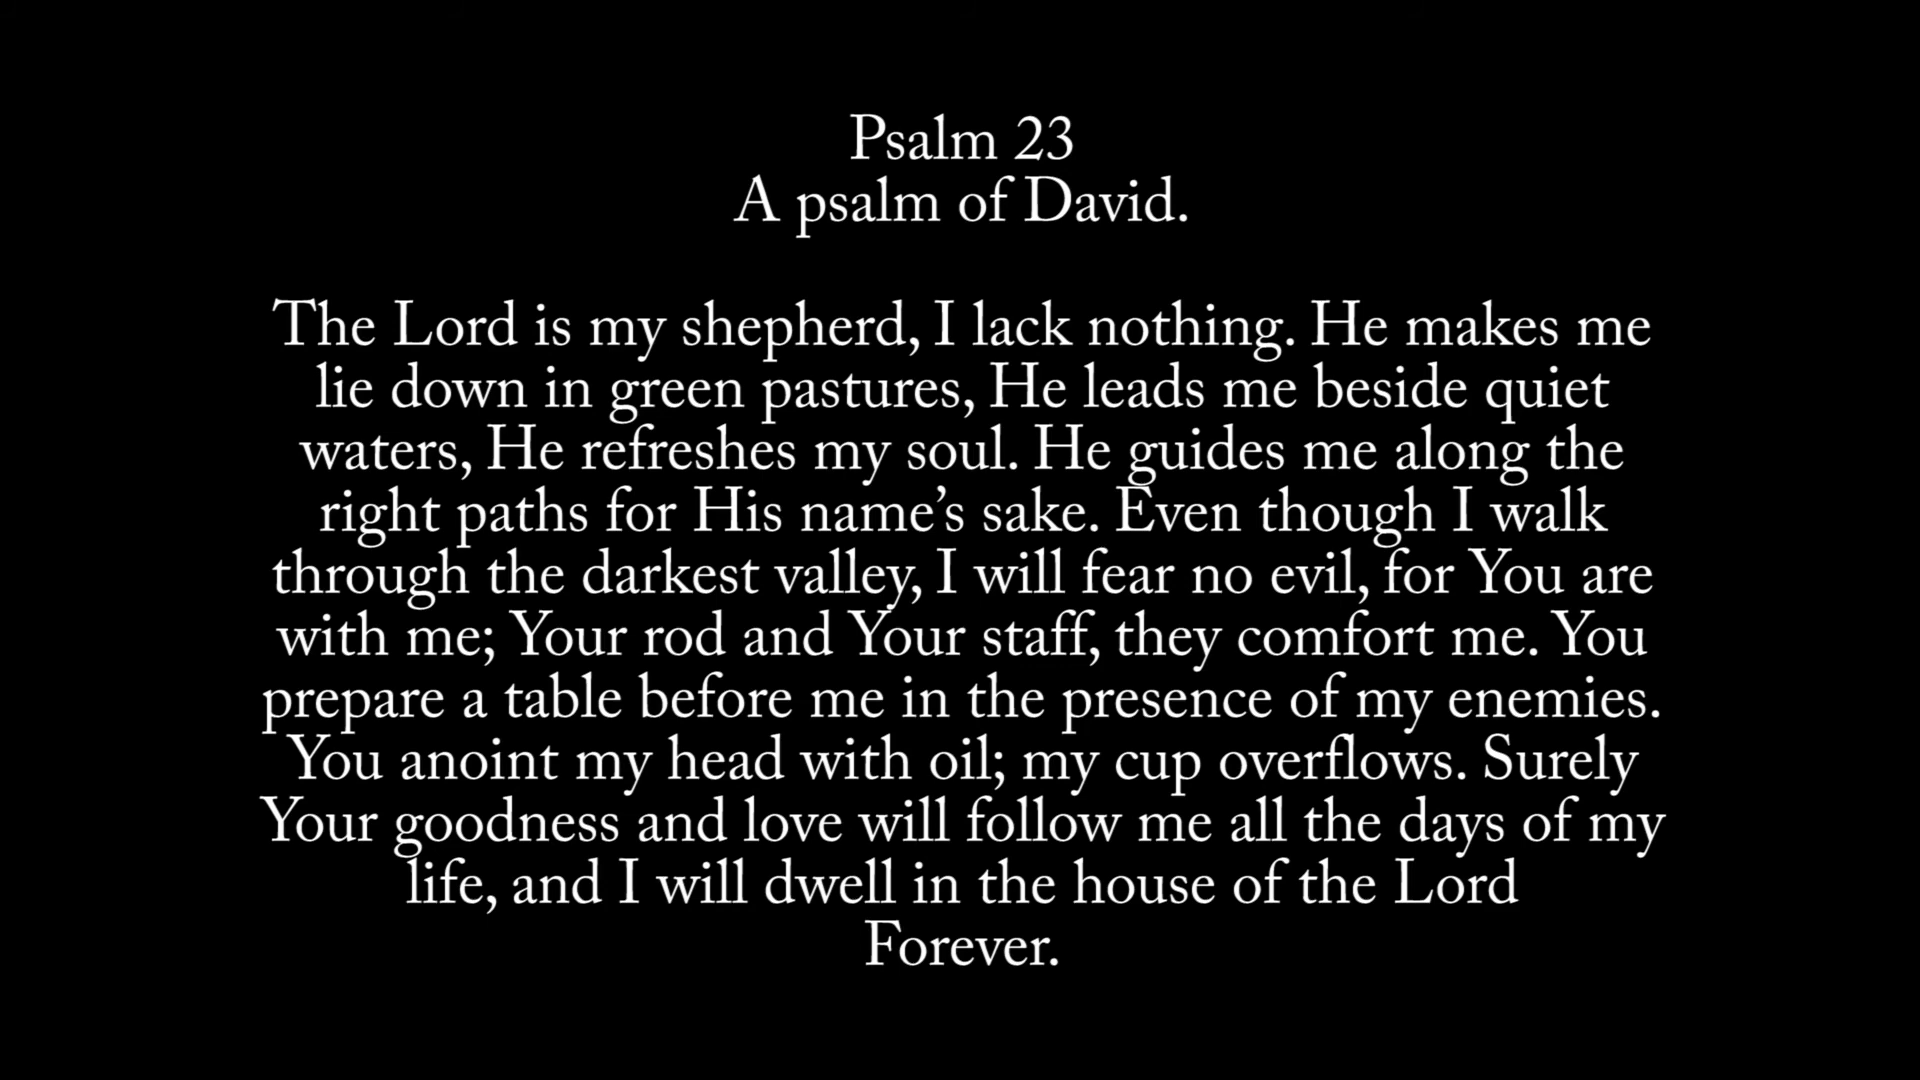 Psalm 23
A psalm of David.
The Lord is my shepherd, I lack nothing. He makes me
lie down in green pastures, He leads me beside quiet
waters, He refreshes my soul. He guides me along the
right paths for His name’s sake. Even though I walk
through the darkest valley, I will fear no evil, for You are
with me; Your rod and Your staff, they comfort me. You
prepare a table before me in the presence of my enemies.
You anoint my head with oil; my cup overflows. Surely
Your goodness and love will follow me all the days of my
life, and I will dwell in the house of the Lord
Forever.